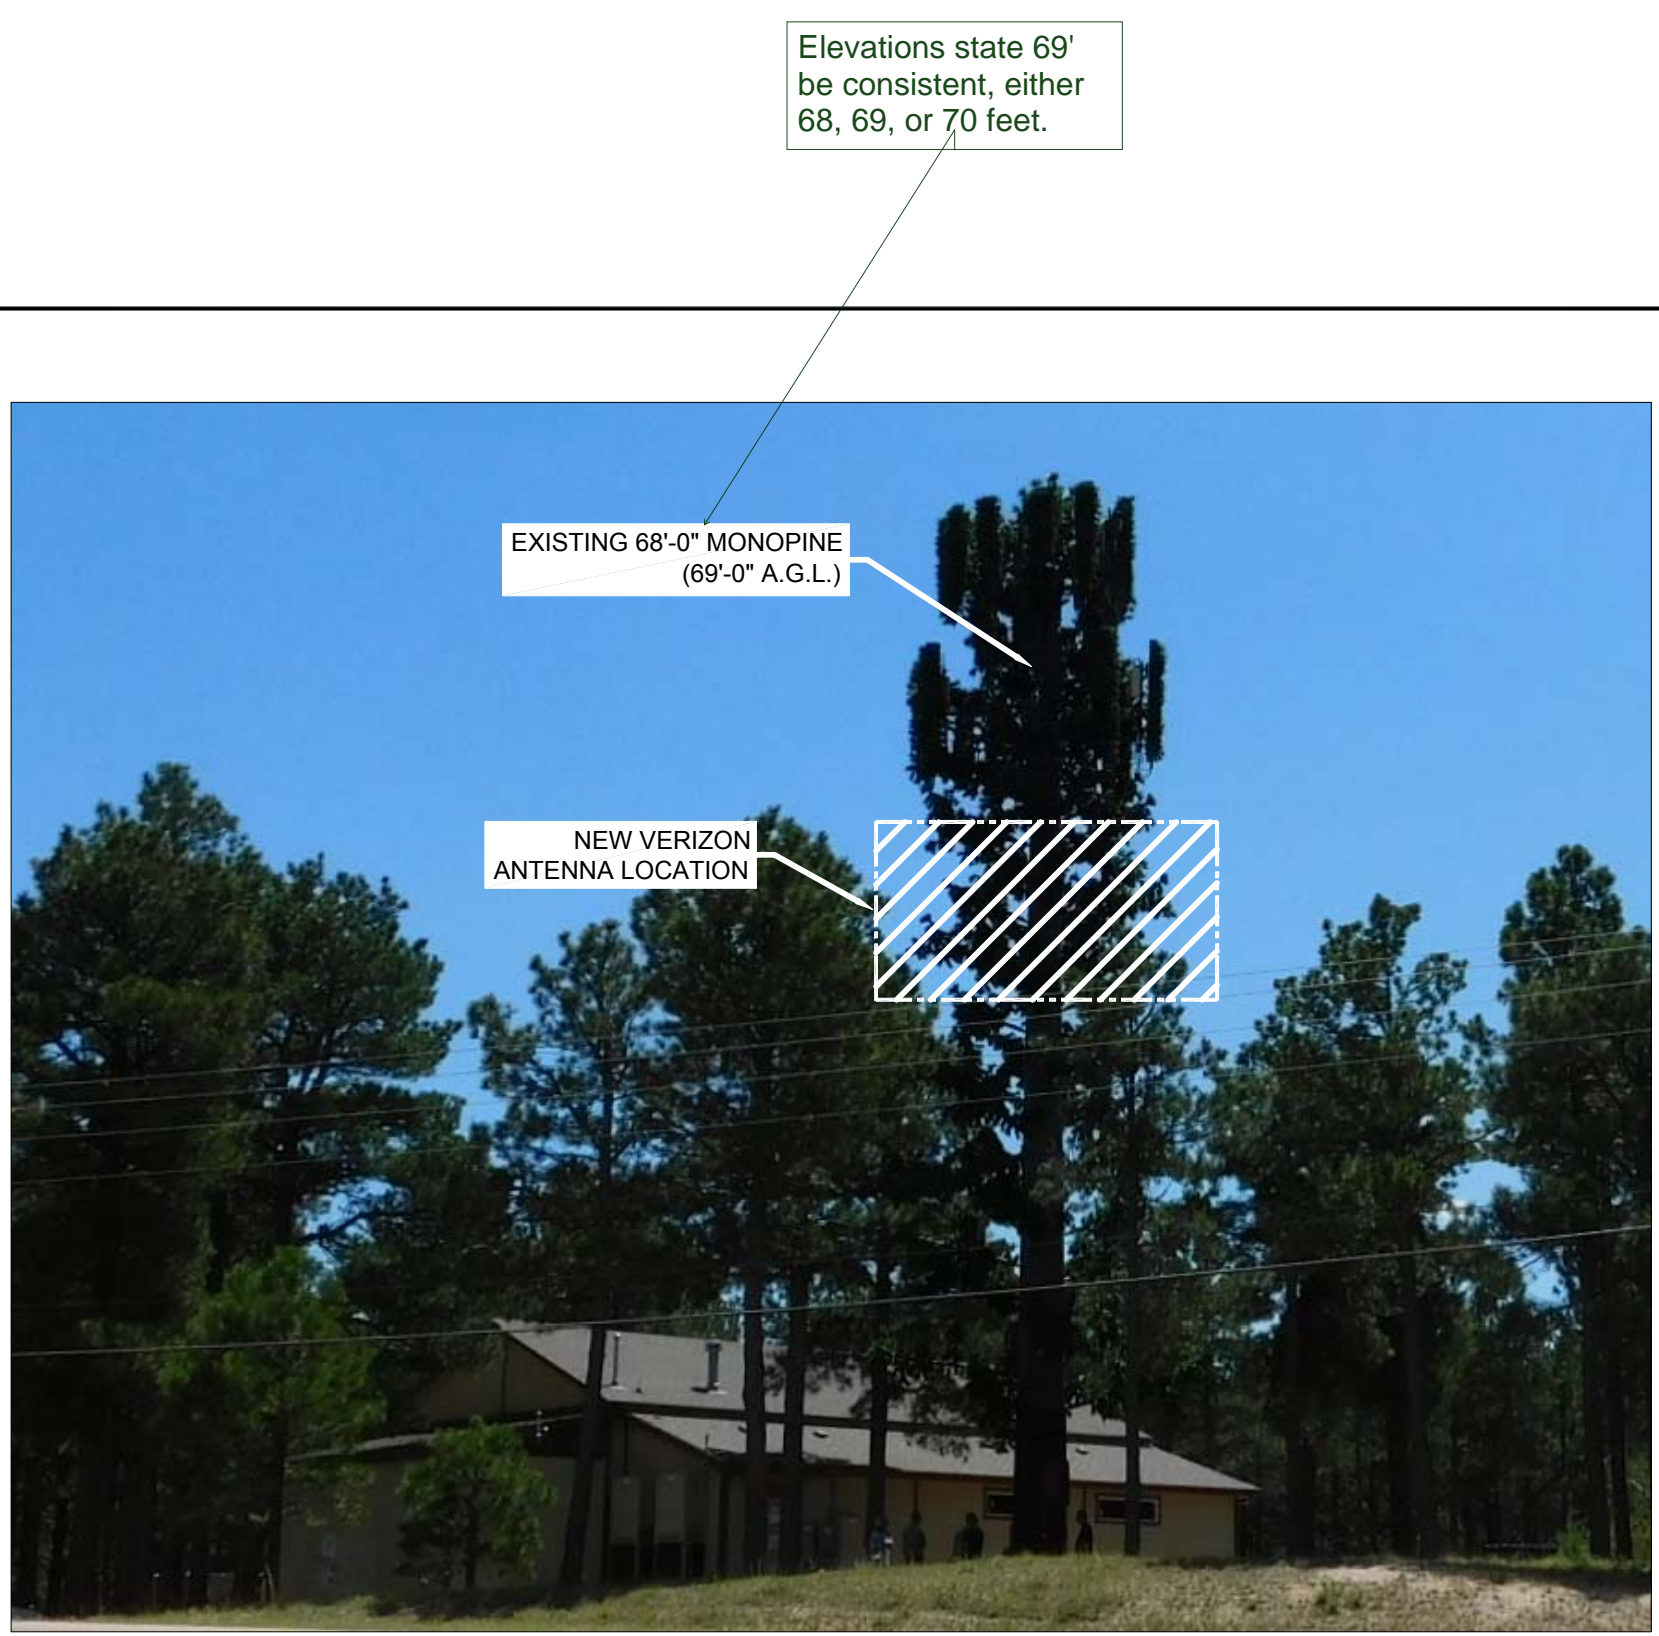 Elevations state 69'
be consistent, either
68, 69, or 70 feet.
EXISTING 68'-0" MONOPINE
(69'-0" A.G.L.)
NEW VERIZON
ANTENNA LOCATION